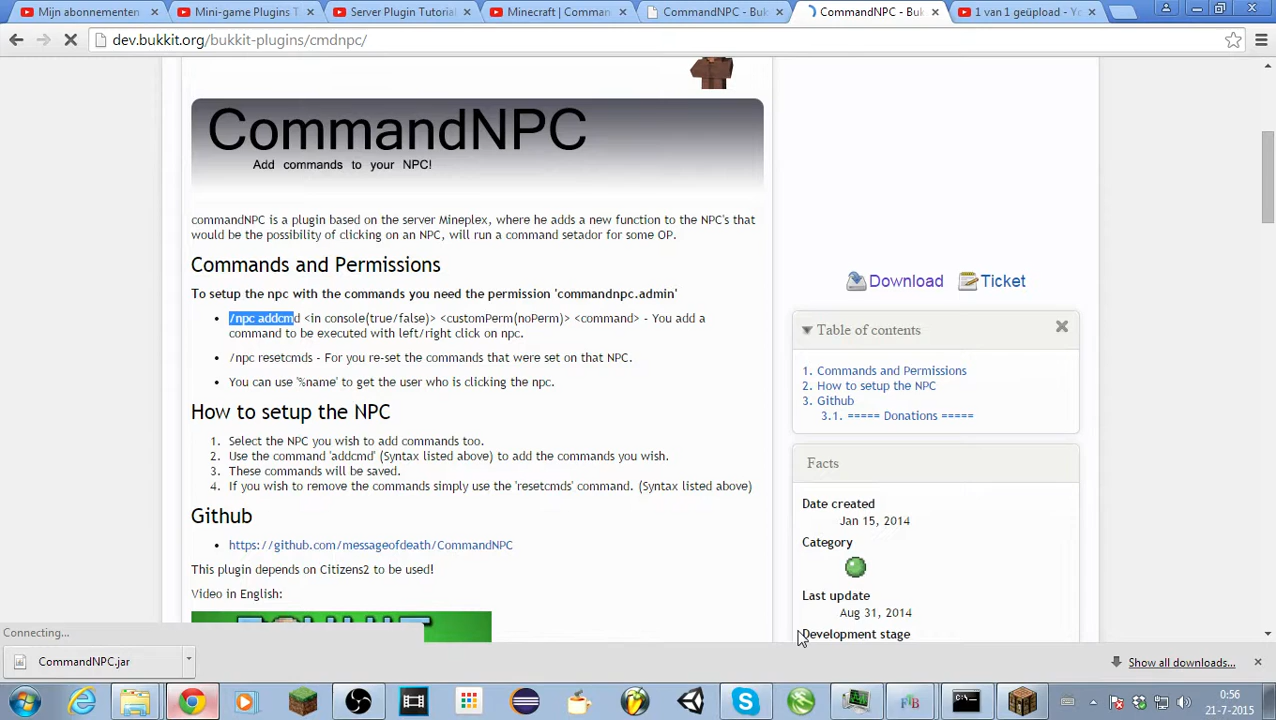 Mijn abonnementen
Mini-game Plugins T
Server Plugin Tutorial
Minecraft | Comman
CommandNPC - Buk
CommandNPC - Buk
1 van 1 geüpload - Yo
dev.bukkit.org/bukkit-plugins/cmdnpc/
CommandNPC
Add commands to your NPC!
commandNPC is a plugin based on the server Mineplex, where he adds a new function to the NPC's that
would be the possibility of clicking on an NPC, will run a command setador for some OP.
Commands and Permissions
To setup the npc with the commands you need the permission 'commandnpc.admin'
/npc addcmd <in console(true/false)> <customPerm(noPerm)> <command> - You add a
command to be executed with left/right click on npc.
/npc resetcmds - For you re-set the commands that were set on that NPC.
You can use '%name' to get the user who is clicking the npc.
How to setup the NPC
1. Select the NPC you wish to add commands too.
2. Use the command 'addcmd' (Syntax listed above) to add the commands you wish.
3. These commands will be saved.
4. If you wish to remove the commands simply use the 'resetcmds' command. (Syntax listed above)
Github
https://github.com/messageofdeath/CommandNPC
This plugin depends on Citizens2 to be used!
Video in English:
Download
Ticket
Table of contents
1. Commands and Permissions
2. How to setup the NPC
3. Github
3.1. ===== Donations =====
Facts
Date created
Jan 15, 2014
Category
Last update
Aug 31, 2014
Development stage
Connecting...
CommandNPC.jar
Show all downloads...
0:56
21-7-2015